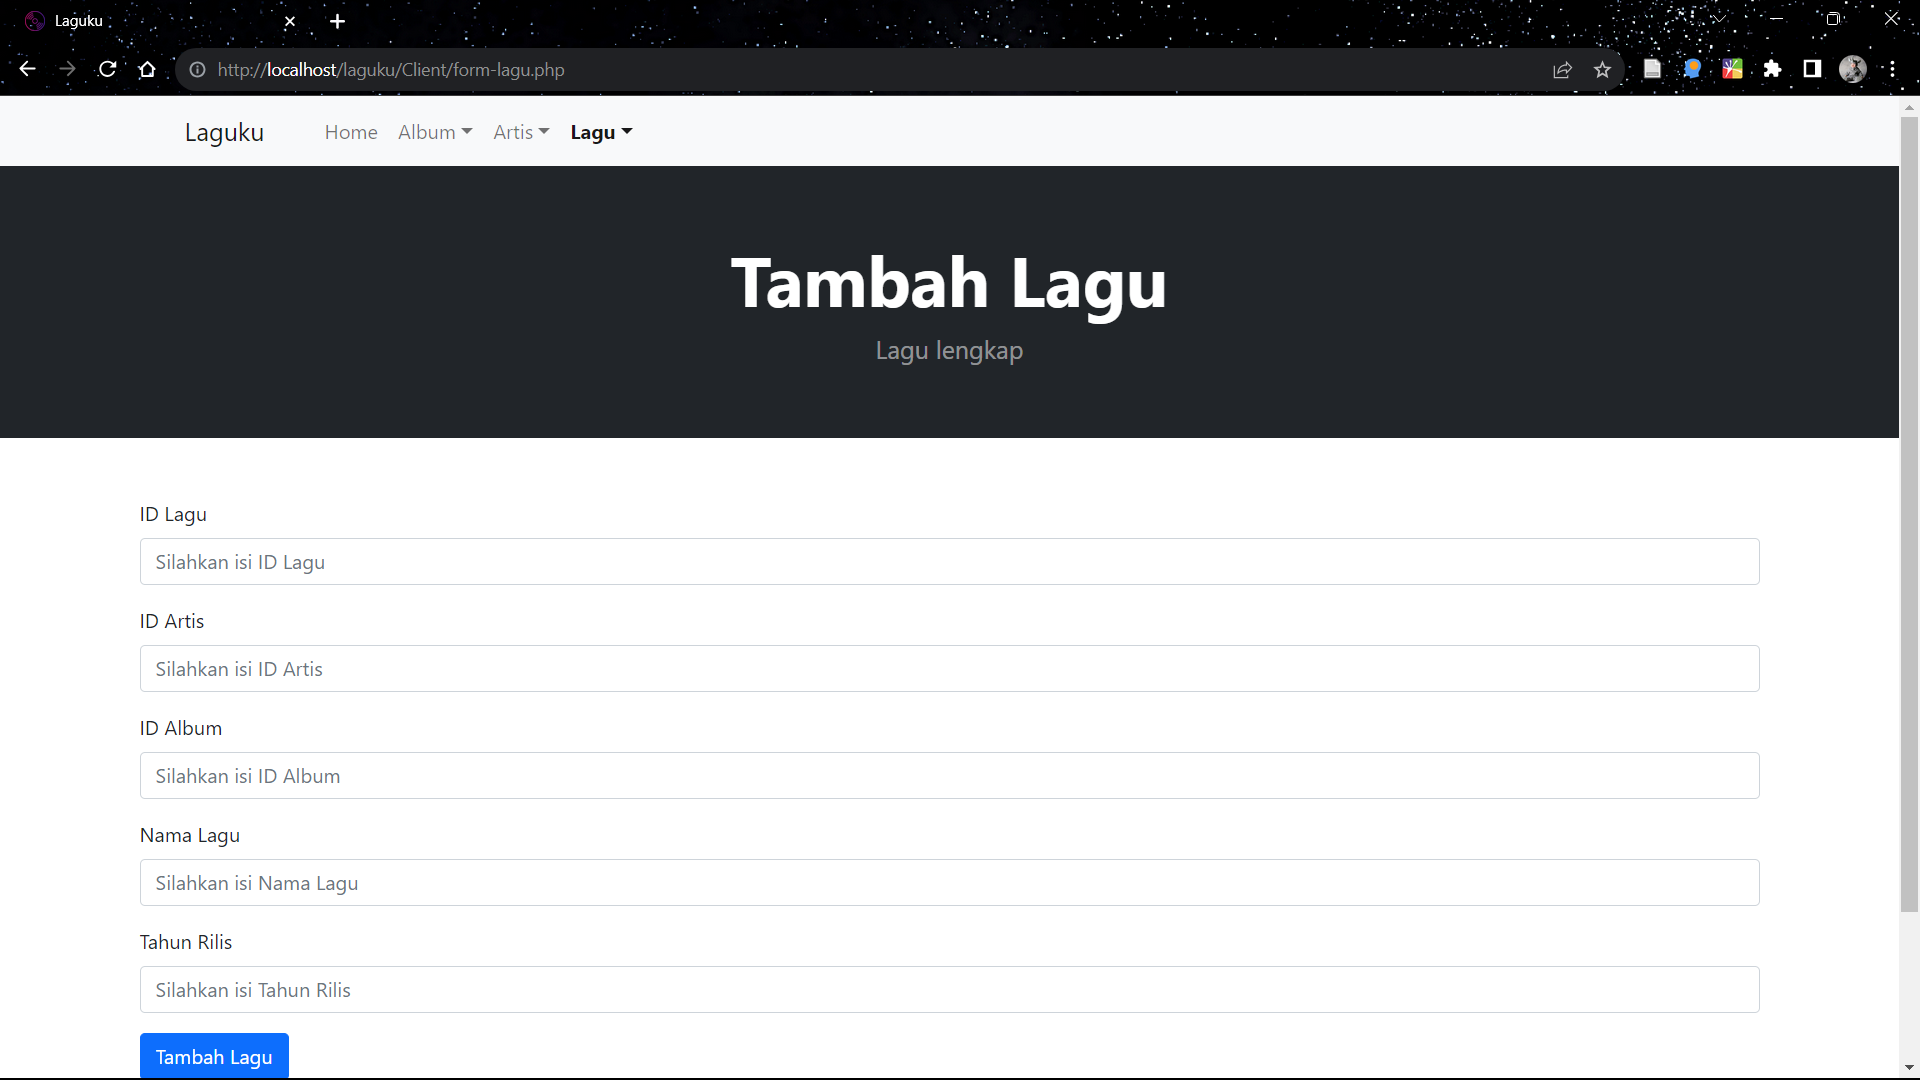 Laguku
http://localhost/laguku/Client/form-lagu.php
Laguku Home Album Artis Lagu
Tambah Lagu
Lagu lengkap
ID Lagu
Silahkan isi ID Lagu
ID Artis
Silahkan isi ID Artis
ID Album
Silahkan isi ID Album
Nama Lagu
Silahkan isi Nama Lagu
Tahun Rilis
Silahkan isi Tahun Rilis
Tambah Lagu